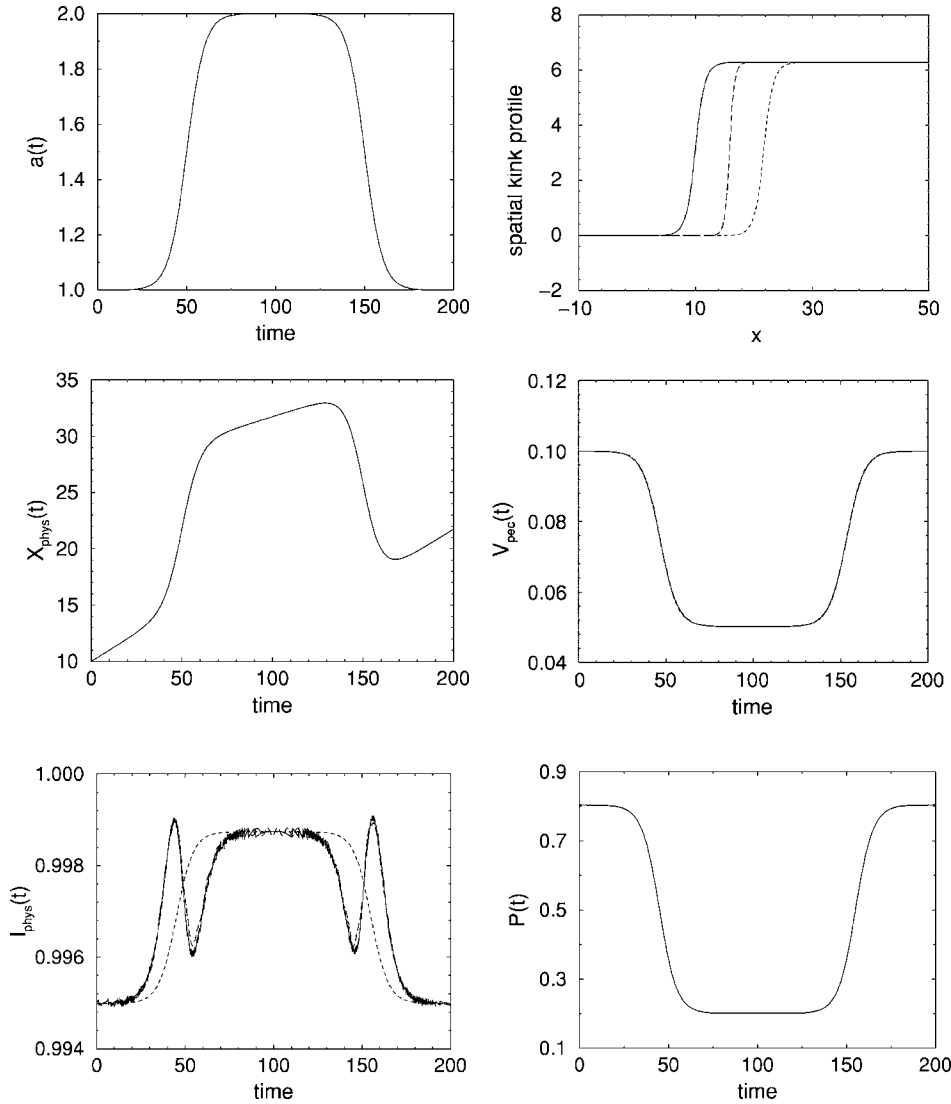 2.0
1.8
1.6
1.4
1.2
1.0
a(t)
0 50 100 150 200
time
8
6
4
2
0
−2
spatial kink profile
−10 10 30 50
x
35
30
25
20
15
10
X_phys(t)
0 50 100 150 200
time
0.12
0.10
0.08
0.06
0.04
V_pec(t)
0 50 100 150 200
time
1.000
0.998
0.996
0.994
I_phys(t)
0 50 100 150 200
time
0.9
0.7
0.5
0.3
0.1
P(t)
0 50 100 150 200
time